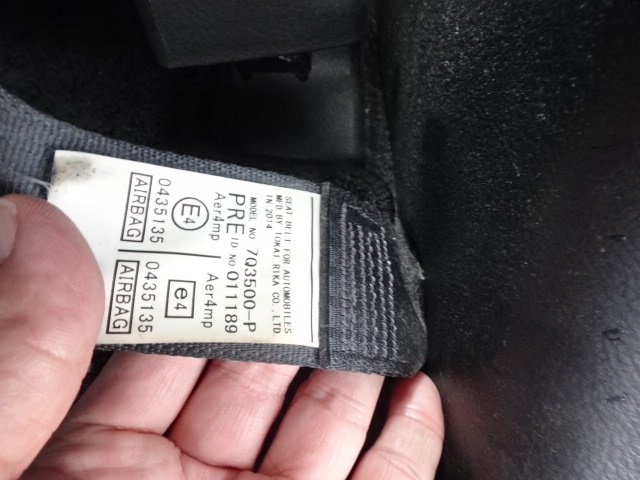 SEAT BELT FOR AUTOMOBILES
MFD BY TOKAI RIKA CO., LTD.
IN 2014
MODEL NO 7Q3500-P
PRE ID NO 011189
Aer4mp Aer4mp
E4 e4
0435135 0435135
AIRBAG AIRBAG